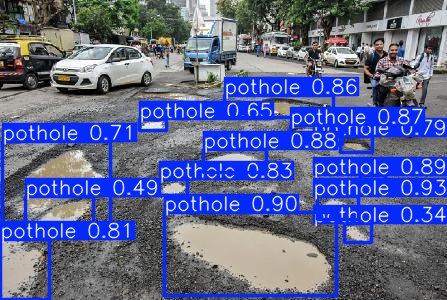 pothole 0.86
pothole 0.65
pothole 0.87
pothole 0.79
pothole 0.71
pothole 0.88
pothole 0.89
pothole 0.83
pothole 0.93
pothole 0.49
pothole 0.90
pothole 0.34
pothole 0.81